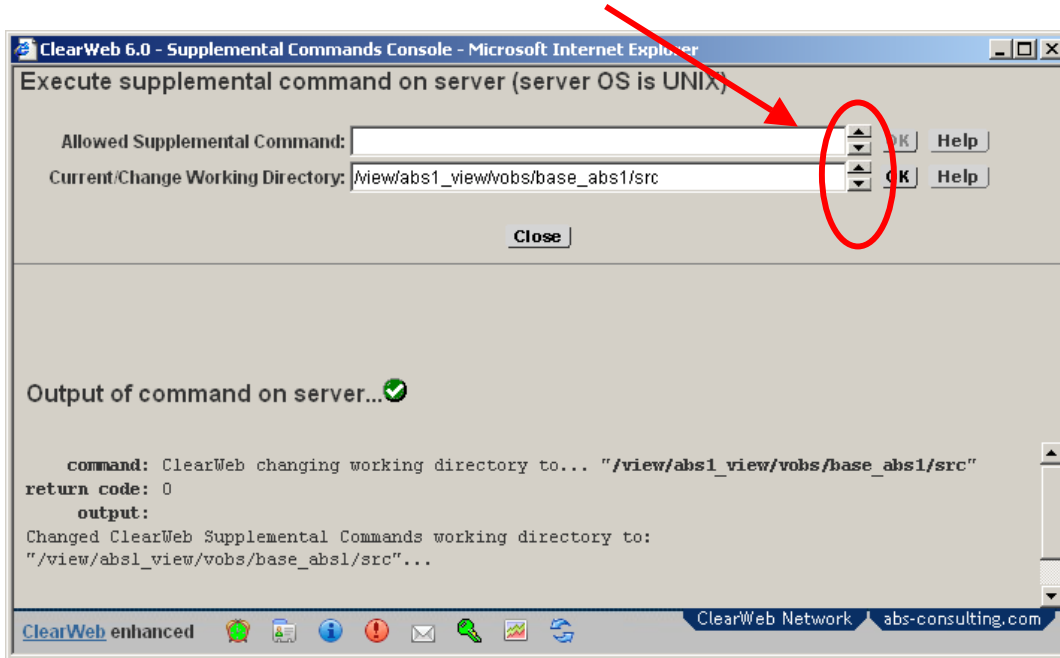 ClearWeb 6.0 - Supplemental Commands Console - Microsoft Internet Explorer
Execute supplemental command on server (server OS is UNIX)
Allowed Supplemental Command: OK Help
Current/Change Working Directory: /view/abs1_view/vobs/base_abs1/src OK Help
Close
Output of command on server...
command: ClearWeb changing working directory to... "/view/abs1_view/vobs/base_abs1/src"
return code: 0
output:
Changed ClearWeb Supplemental Commands working directory to:
"/view/abs1_view/vobs/base_abs1/src"...
ClearWeb enhanced ClearWeb Network abs-consulting.com